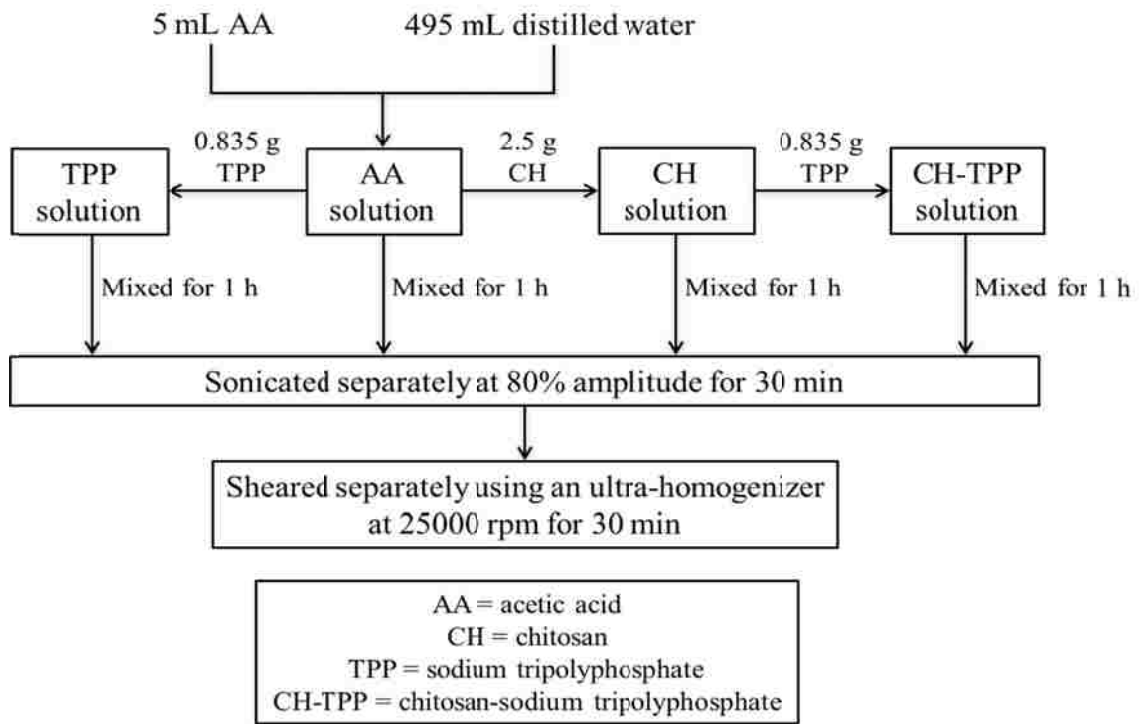 5 mL AA
495 mL distilled water
0.835 g
TPP
2.5 g
CH
0.835 g
TPP
TPP
solution
AA
solution
CH
solution
CH-TPP
solution
Mixed for 1 h
Mixed for 1 h
Mixed for 1 h
Mixed for 1 h
Sonicated separately at 80% amplitude for 30 min
Sheared separately using an ultra-homogenizer
at 25000 rpm for 30 min
AA = acetic acid
CH = chitosan
TPP = sodium tripolyphosphate
CH-TPP = chitosan-sodium tripolyphosphate